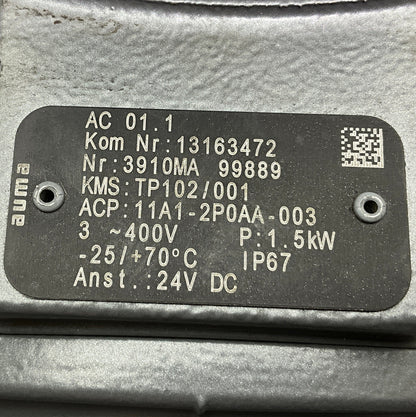 auma
AC 01.1
Kom Nr:13163472
Nr:3910MA 99889
KMS:TP102/001
ACP:11A1-2P0AA-003
3 ~400V P:1.5kW
-25/+70°C IP67
Anst.:24V DC